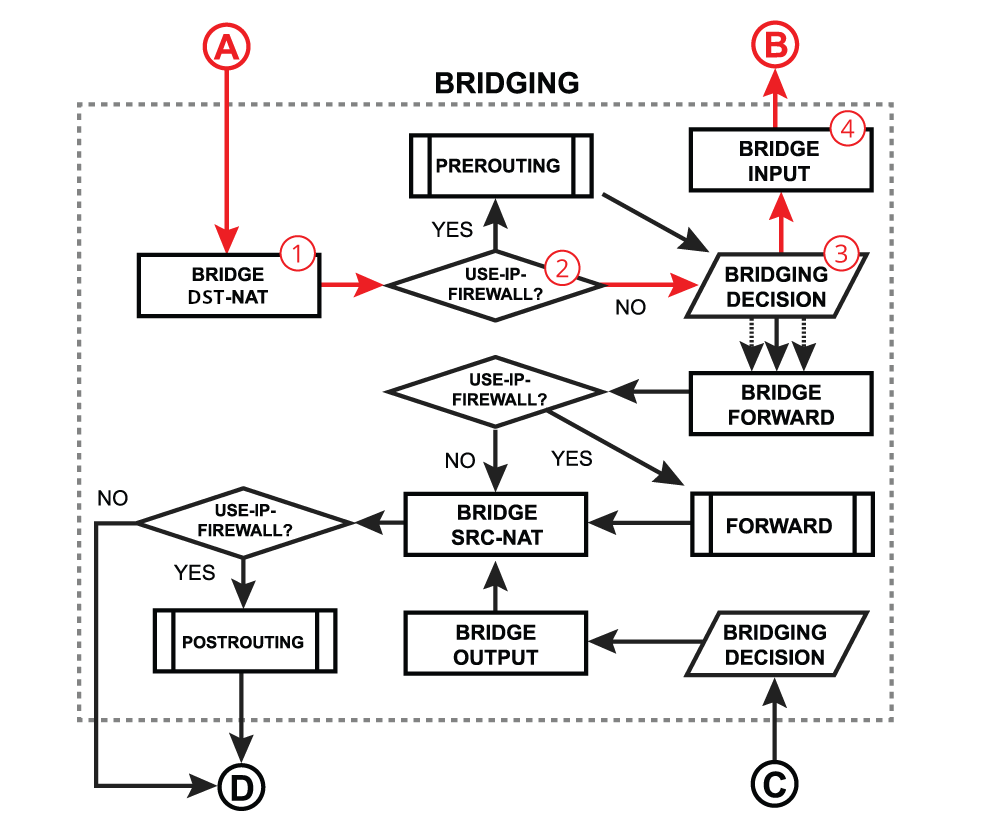 A
B
BRIDGING
4
BRIDGE
INPUT
PREROUTING
YES
1
BRIDGE
DST-NAT
2
USE-IP-
FIREWALL?
NO
3
BRIDGING
DECISION
USE-IP-
FIREWALL?
BRIDGE
FORWARD
NO
YES
NO
USE-IP-
FIREWALL?
BRIDGE
SRC-NAT
FORWARD
YES
POSTROUTING
BRIDGE
OUTPUT
BRIDGING
DECISION
D
C